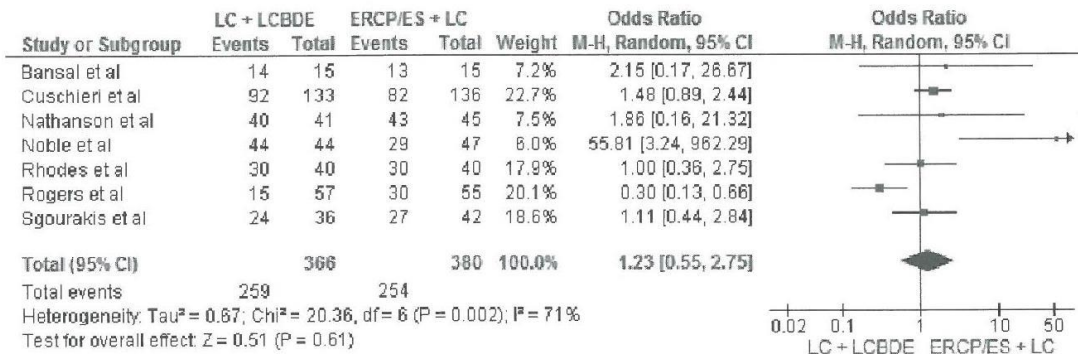 LC + LCBDE ERCP/ES + LC Odds Ratio Odds Ratio
Study or Subgroup Events Total Events Total Weight M-H, Random, 95% CI M-H, Random, 95% CI
Bansal et al 14 15 13 15 7.2% 2.15 [0.17, 26.67]
Cuschieri et al 92 133 82 136 22.7% 1.48 [0.89, 2.44]
Nathanson et al 40 41 43 45 7.5% 1.86 [0.16, 21.32]
Noble et al 44 44 29 47 6.0% 55.81 [3.24, 962.29]
Rhodes et al 30 40 30 40 17.9% 1.00 [0.36, 2.75]
Rogers et al 15 57 30 55 20.1% 0.30 [0.13, 0.66]
Sgourakis et al 24 36 27 42 18.6% 1.11 [0.44, 2.84]
Total (95% CI) 366 380 100.0% 1.23 [0.55, 2.75]
Total events 259 254
Heterogeneity: Tau² = 0.67; Chi² = 20.36, df = 6 (P = 0.002); I² = 71%
Test for overall effect: Z = 0.51 (P = 0.61)
0.02 0.1 1 10 50
LC + LCBDE ERCP/ES + LC